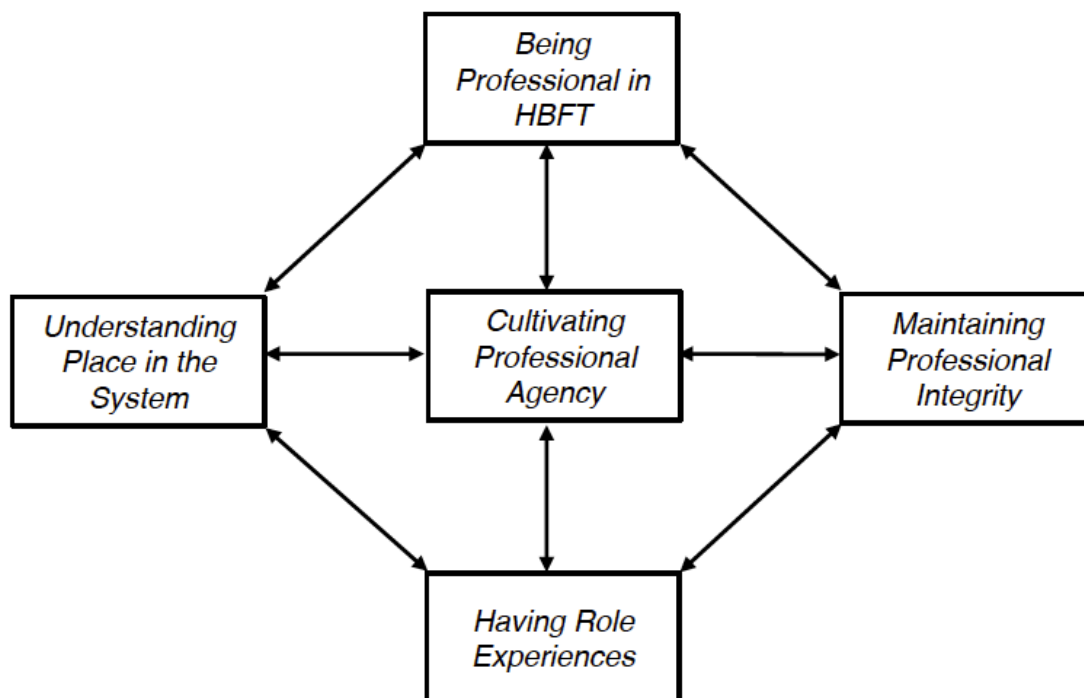 Being
Professional in
HBFT
Understanding
Place in the
System
Cultivating
Professional
Agency
Maintaining
Professional
Integrity
Having Role
Experiences